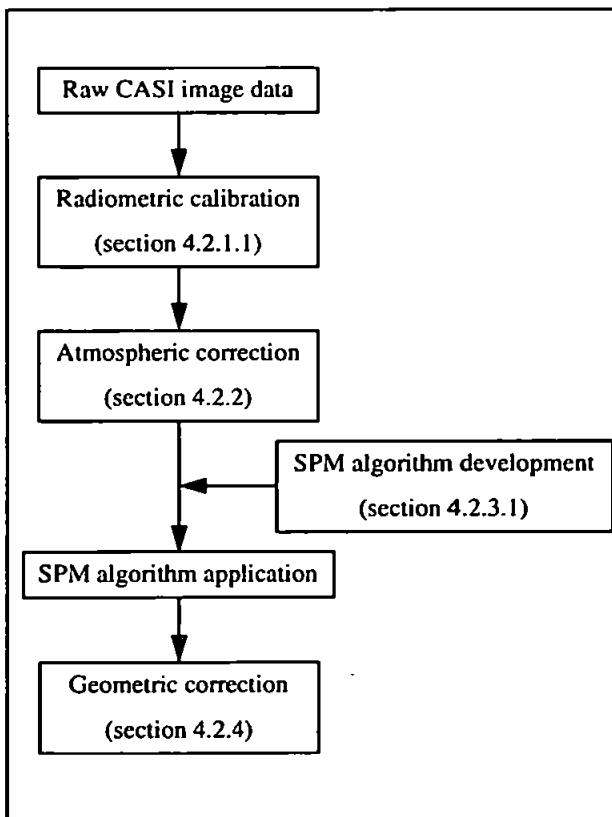 Raw CASI image data
Radiometric calibration
(section 4.2.1.1)
Atmospheric correction
(section 4.2.2)
SPM algorithm development
(section 4.2.3.1)
SPM algorithm application
Geometric correction
(section 4.2.4)